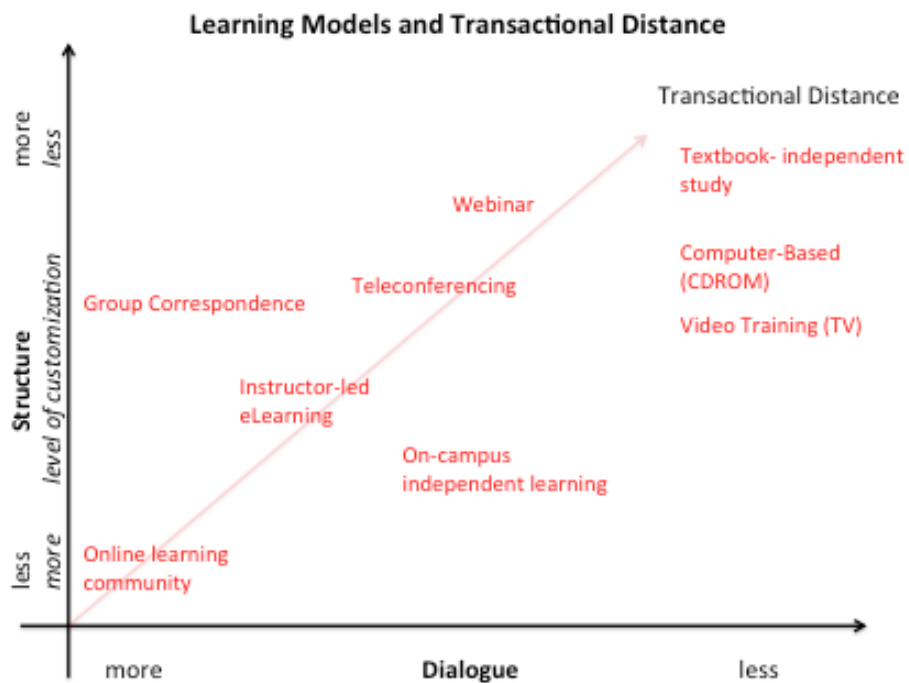 Learning Models and Transactional Distance
Transactional Distance
Textbook- independent
study
Webinar
Computer-Based
(CDROM)
Teleconferencing
Group Correspondence
Video Training (TV)
Instructor-led
eLearning
On-campus
independent learning
Online learning
community
less Structure more
more level of customization less
more Dialogue less